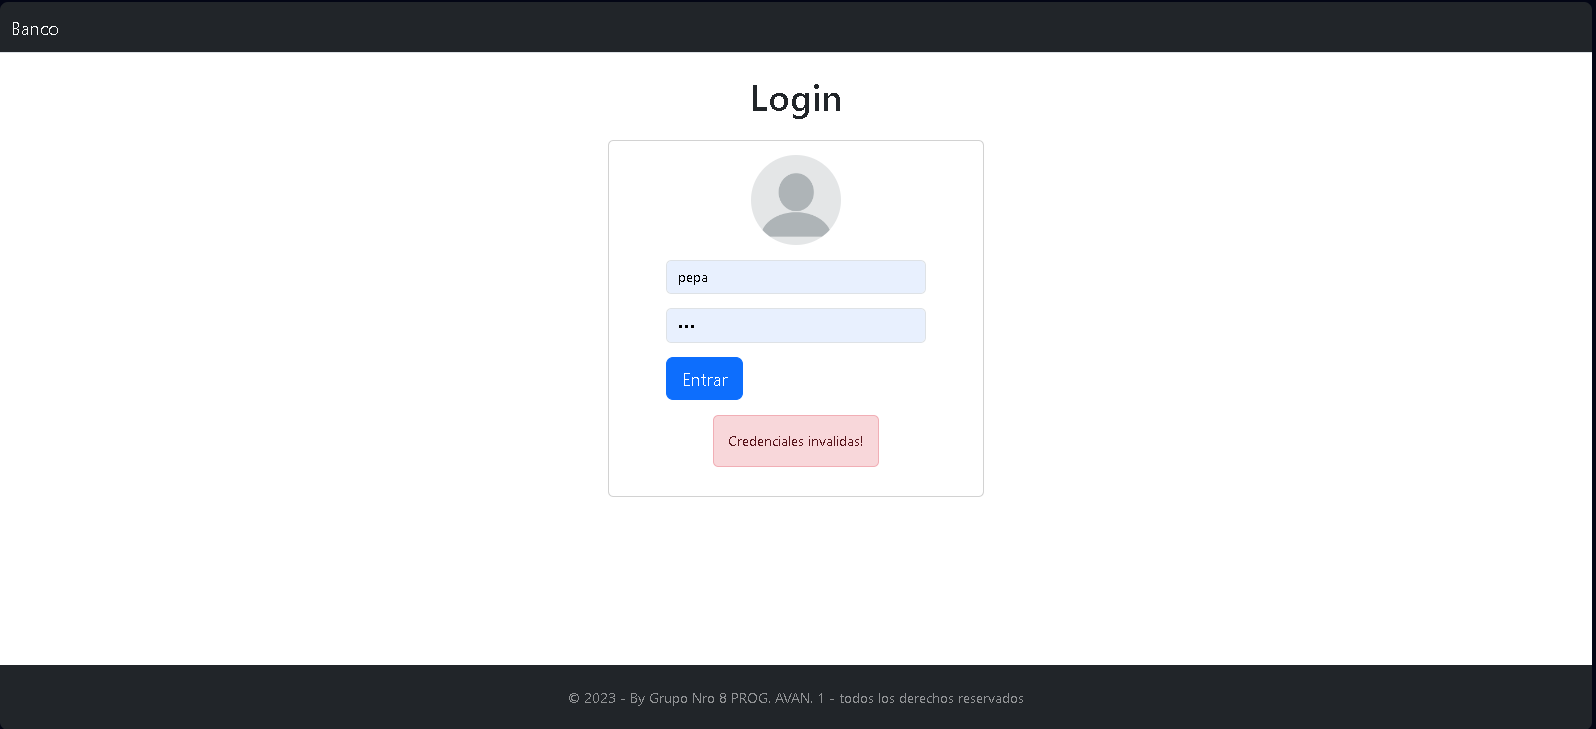 Banco
Login
pepa
•••
Entrar
Credenciales invalidas!
© 2023 - By Grupo Nro 8 PROG. AVAN. 1 - todos los derechos reservados